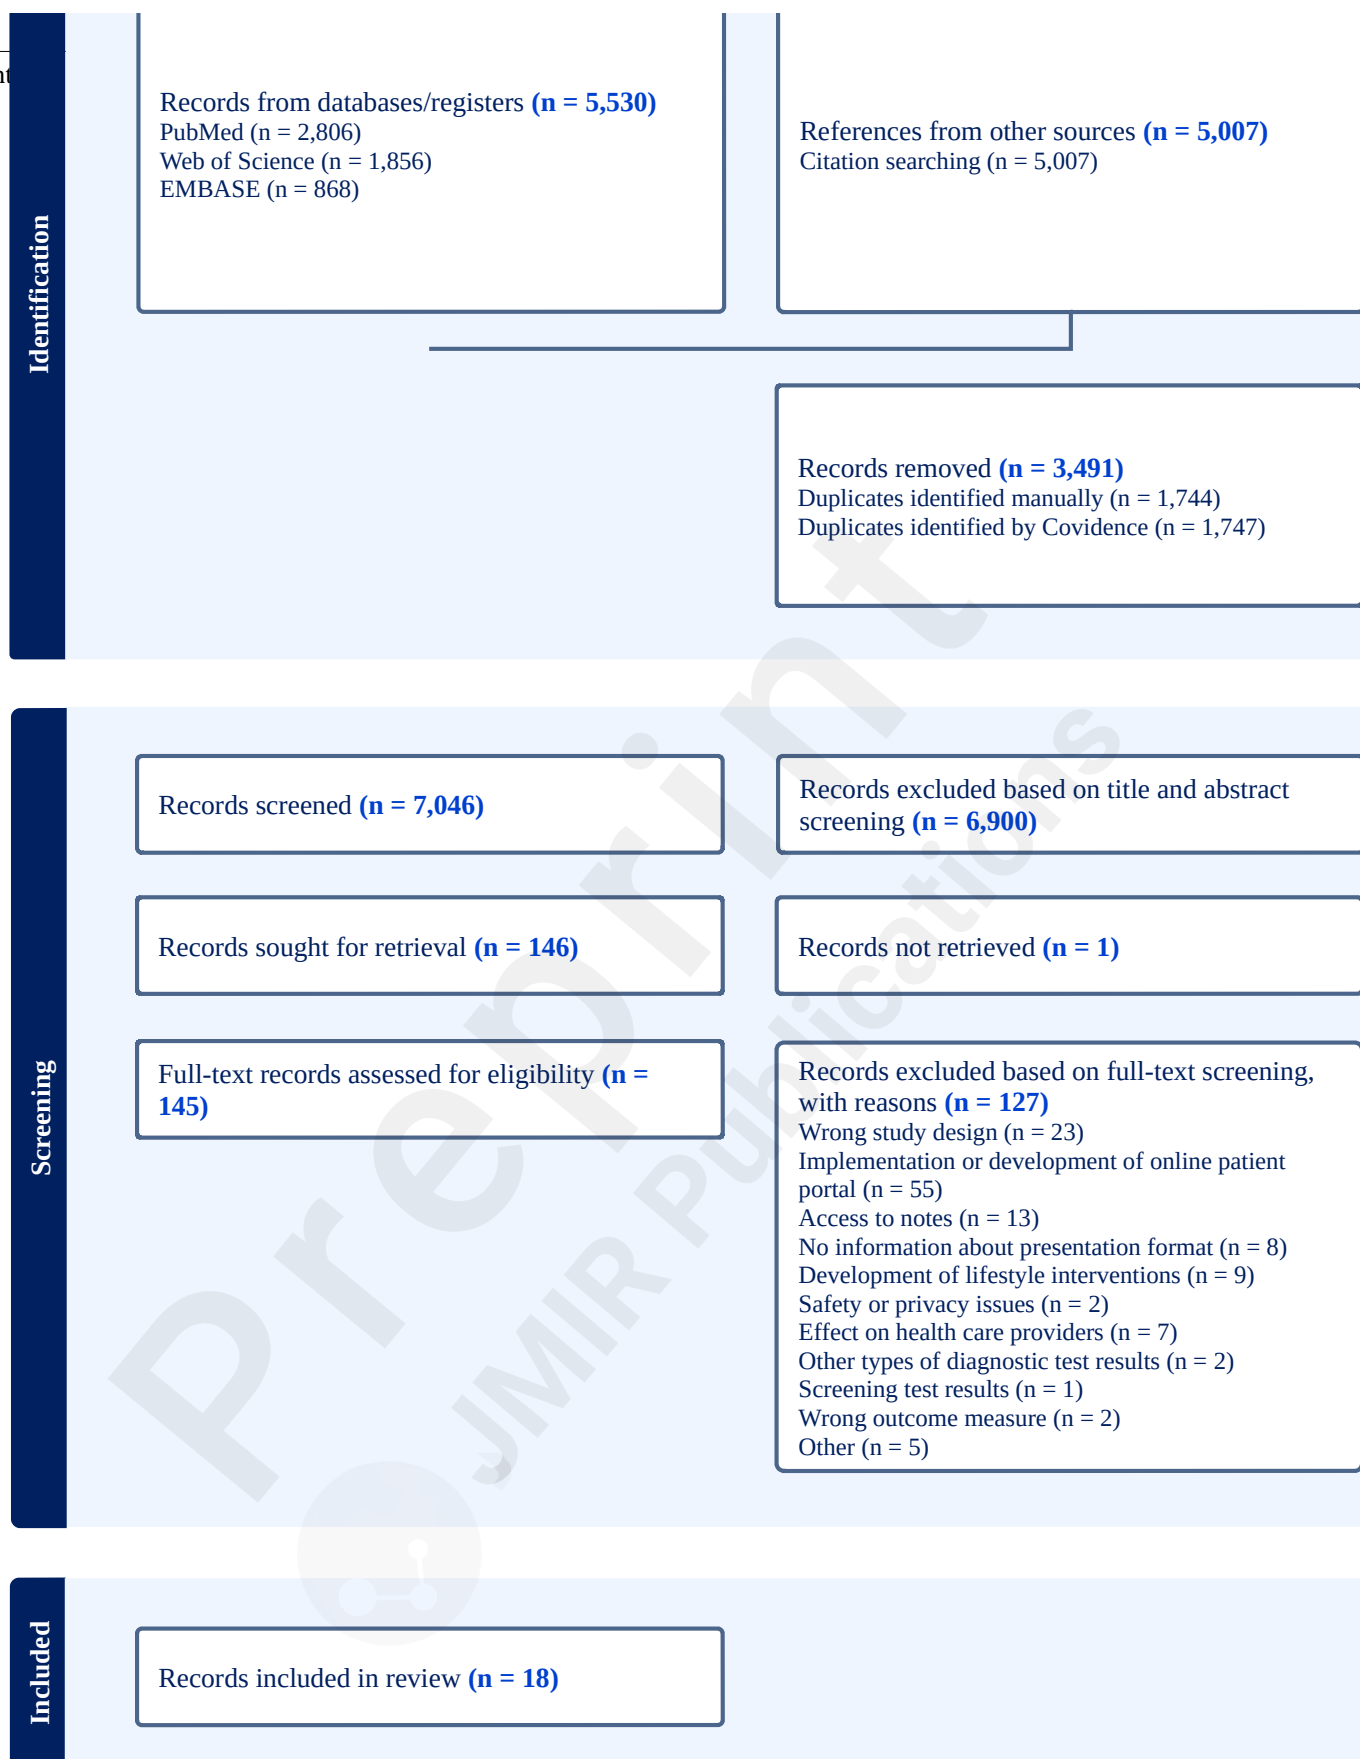 nt
Identification
Records from databases/registers (n = 5,530)
PubMed (n = 2,806)
Web of Science (n = 1,856)
EMBASE (n = 868)
References from other sources (n = 5,007)
Citation searching (n = 5,007)
Records removed (n = 3,491)
Duplicates identified manually (n = 1,744)
Duplicates identified by Covidence (n = 1,747)
Screening
Records screened (n = 7,046)
Records excluded based on title and abstract
screening (n = 6,900)
Records sought for retrieval (n = 146)
Records not retrieved (n = 1)
Full-text records assessed for eligibility (n =
145)
Records excluded based on full-text screening,
with reasons (n = 127)
Wrong study design (n = 23)
Implementation or development of online patient
portal (n = 55)
Access to notes (n = 13)
No information about presentation format (n = 8)
Development of lifestyle interventions (n = 9)
Safety or privacy issues (n = 2)
Effect on health care providers (n = 7)
Other types of diagnostic test results (n = 2)
Screening test results (n = 1)
Wrong outcome measure (n = 2)
Other (n = 5)
Included
Records included in review (n = 18)
Preprint
JMIR Publications